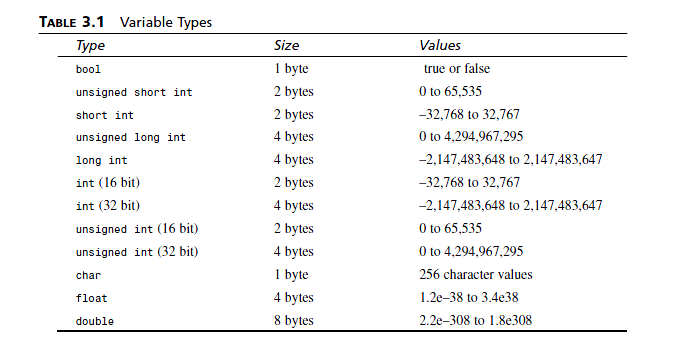 TABLE 3.1 Variable Types
Type Size Values
bool 1 byte true or false
unsigned short int 2 bytes 0 to 65,535
short int 2 bytes –32,768 to 32,767
unsigned long int 4 bytes 0 to 4,294,967,295
long int 4 bytes –2,147,483,648 to 2,147,483,647
int (16 bit) 2 bytes –32,768 to 32,767
int (32 bit) 4 bytes –2,147,483,648 to 2,147,483,647
unsigned int (16 bit) 2 bytes 0 to 65,535
unsigned int (32 bit) 4 bytes 0 to 4,294,967,295
char 1 byte 256 character values
float 4 bytes 1.2e–38 to 3.4e38
double 8 bytes 2.2e–308 to 1.8e308